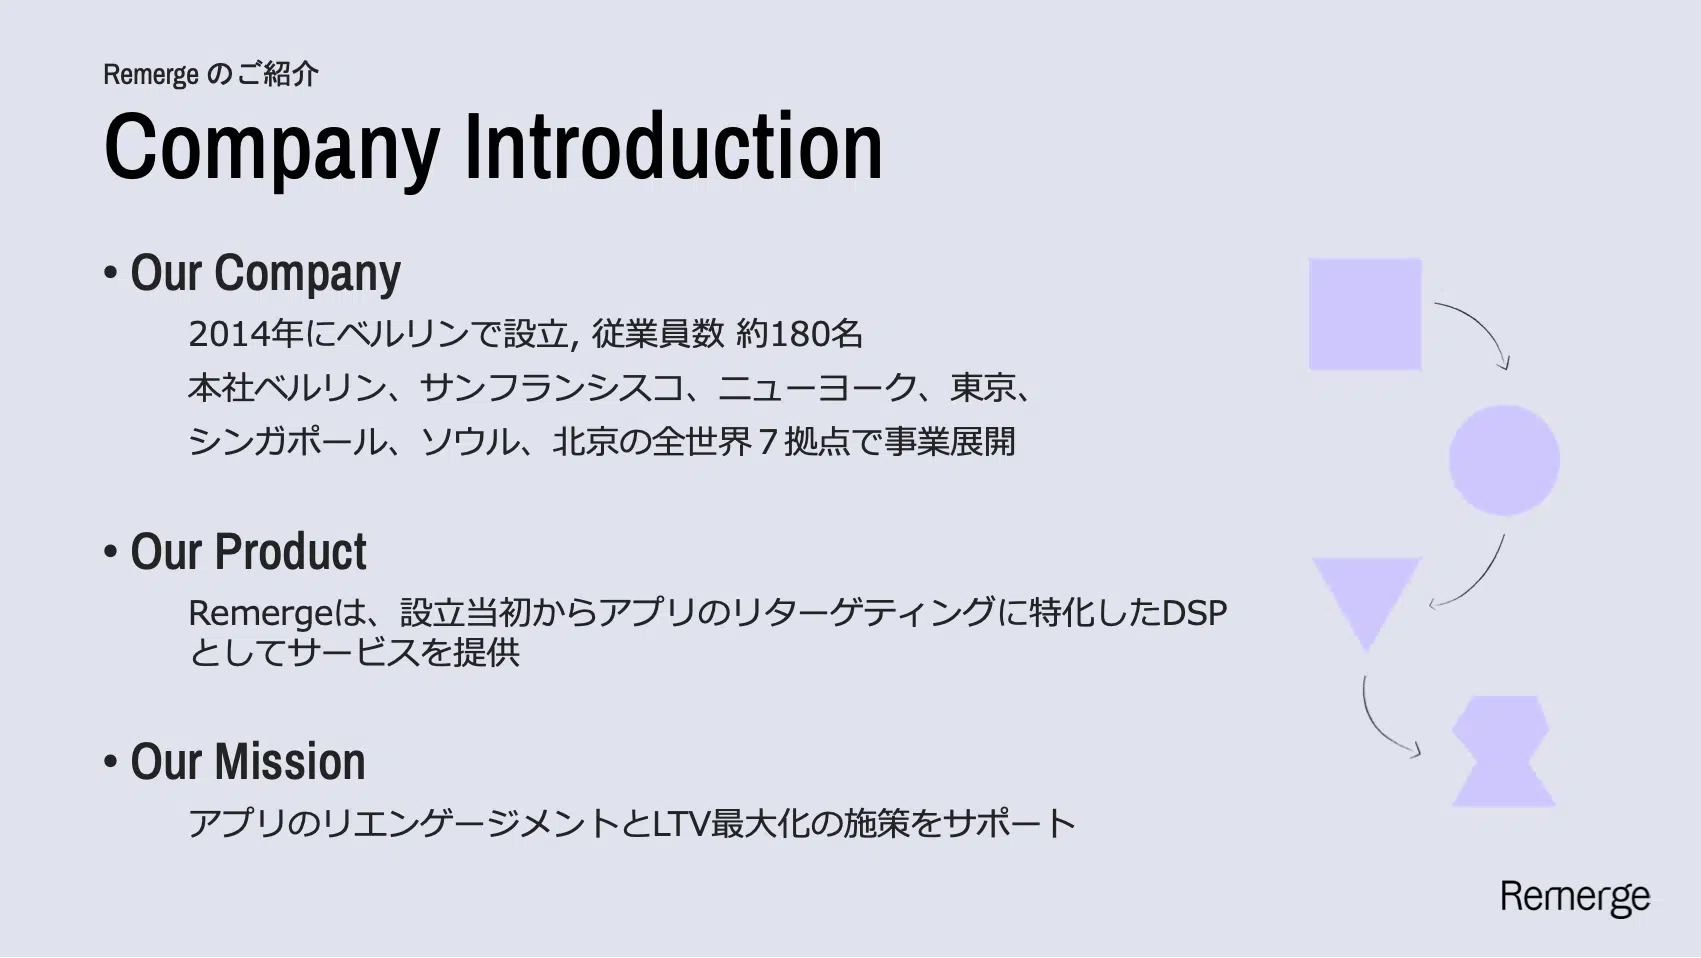 Remerge のご紹介
Company Introduction
• Our Company
2014年にベルリンで設立, 従業員数 約180名
本社ベルリン、サンフランシスコ、ニューヨーク、東京、
シンガポール、ソウル、北京の全世界７拠点で事業展開
• Our Product
Remergeは、設立当初からアプリのリターゲティングに特化したDSP
としてサービスを提供
• Our Mission
アプリのリエンゲージメントとLTV最大化の施策をサポート
Remerge